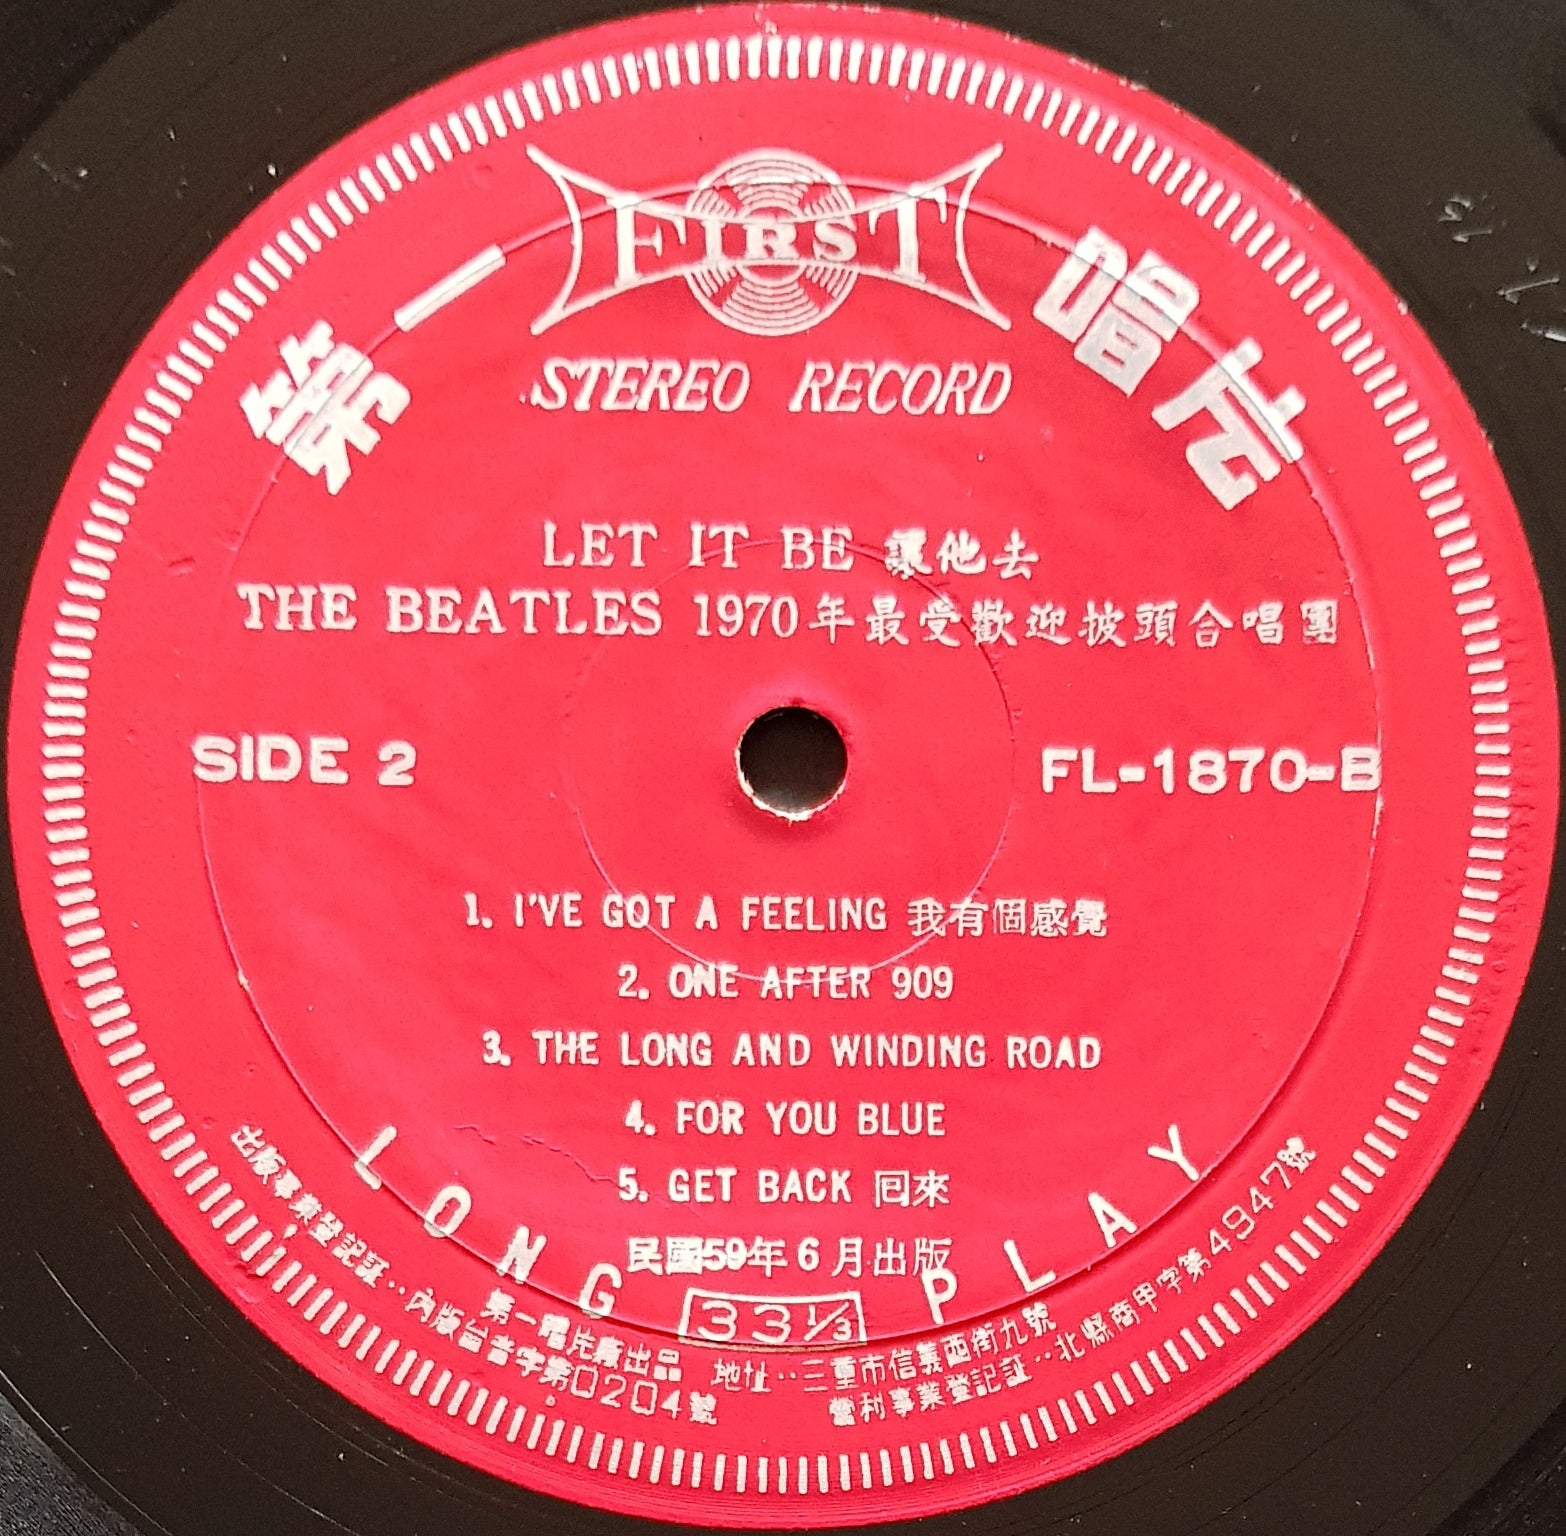 FIRST
第一唱片
STEREO RECORD
LET IT BE 讓他去
THE BEATLES 1970年最受歡迎披頭合唱團
SIDE 2
FL-1870-B
1. I'VE GOT A FEELING 我有個感覺
2. ONE AFTER 909
3. THE LONG AND WINDING ROAD
4. FOR YOU BLUE
5. GET BACK 回來
民國59年6月出版
LONG PLAY
33⅓
第一唱片廠出品 地址··三重市信義西街九號
出版事業登記証··內版台音字第0204號
營利事業登記証··北縣商甲字第4947號